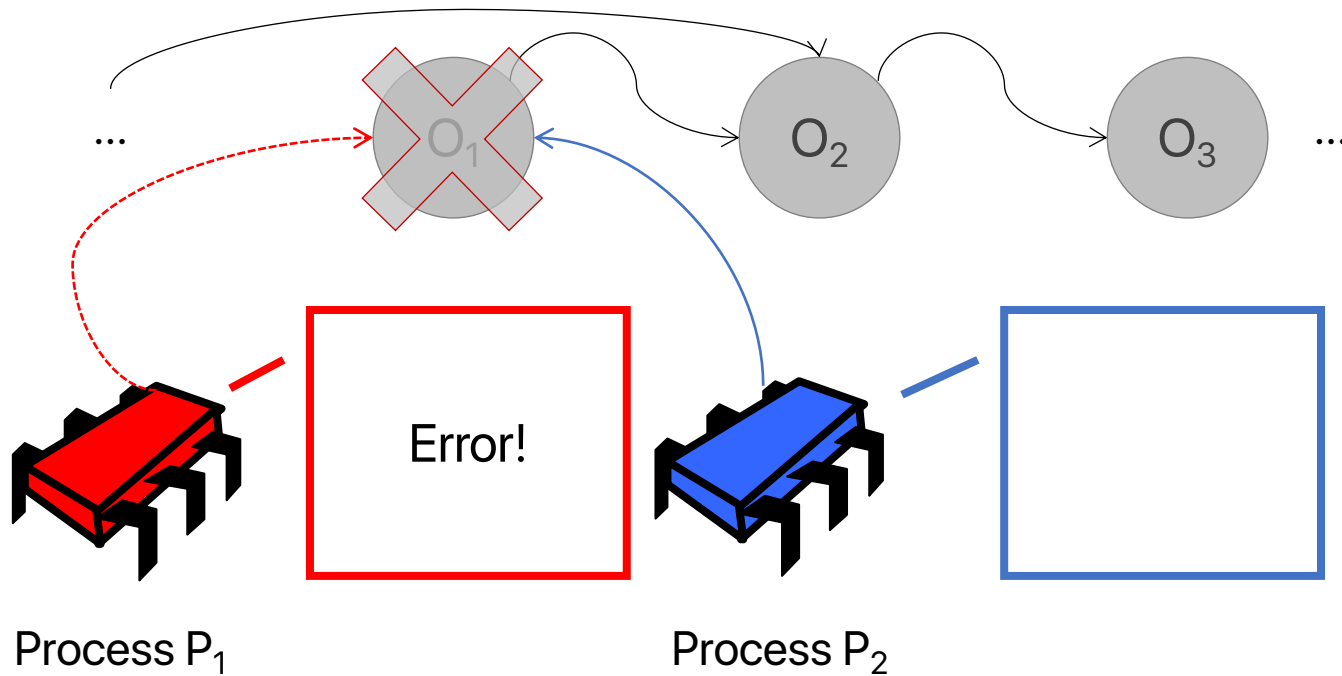 ... O₁ O₂ O₃ ...
Error!
Process P₁ Process P₂